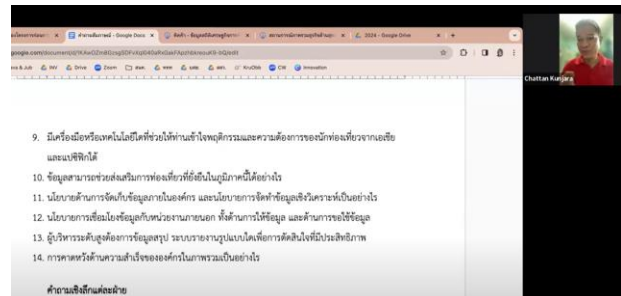 คำถามสัมภาษณ์ - Google Docs
2024 - Google Drive
Drive
Zoom
Innovation
Chattan Kunjara
9. มีเครื่องมือหรือเทคโนโลยีใดที่ช่วยให้ท่านเข้าใจพฤติกรรมและความต้องการของนักท่องเที่ยวจากเอเชีย
และแปซิฟิกได้
10. ข้อมูลสามารถช่วยส่งเสริมการท่องเที่ยวที่ยั่งยืนในภูมิภาคนี้ได้อย่างไร
11. นโยบายด้านการจัดเก็บข้อมูลภายในองค์กร และนโยบายการจัดทำข้อมูลเชิงวิเคราะห์เป็นอย่างไร
12. นโยบายการเชื่อมโยงข้อมูลกับหน่วยงานภายนอก ทั้งด้านการให้ข้อมูล และด้านการขอใช้ข้อมูล
13. ผู้บริหารระดับสูงต้องการข้อมูลสรุป ระบบรายงานรูปแบบใดเพื่อการตัดสินใจที่มีประสิทธิภาพ
14. การคาดหวังด้านความสำเร็จขององค์กรในภาพรวมเป็นอย่างไร
คำถามเชิงลึกแต่ละฝ่าย